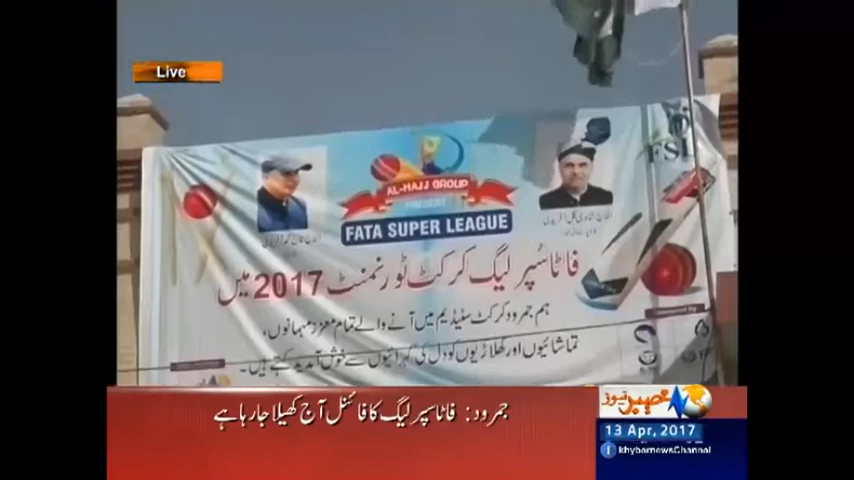 Live
FSL
AL-HAJJ GROUP
PRESENT
FATA SUPER LEAGUE
فاٹا سُپر لیگ کرکٹ ٹورنمنٹ 2017 میں
ہم جمرود کرکٹ سٹیڈیم میں آنے والے تمام معزز مہمانوں،
تماشائیوں اور کھلاڑیوں کو دل کی گہرائیوں سے خوش آمدید کہتے ہیں۔
جمرود: فاٹا سپر لیگ کا فائنل آج کھیلا جا رہا ہے
خیبر نیوز
13 Apr, 2017
khybernewsChannel